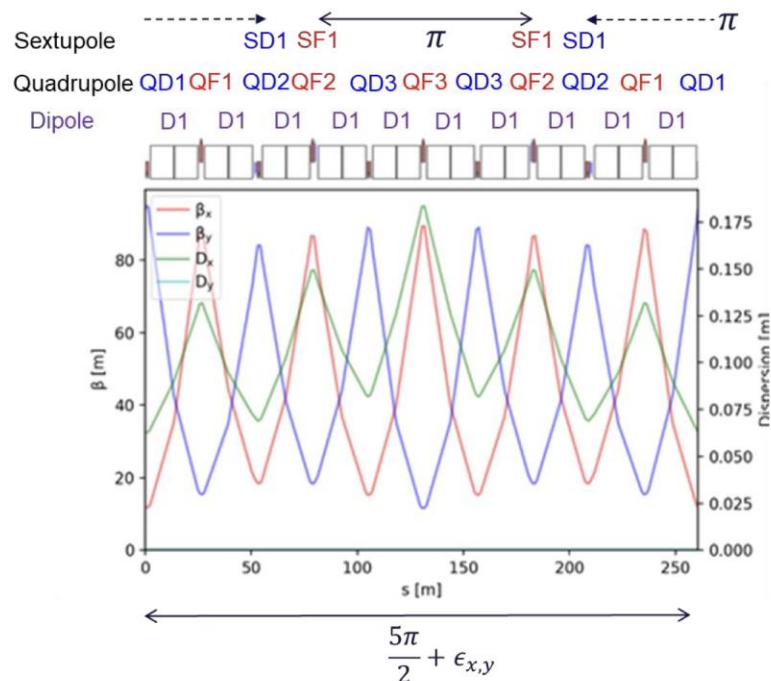 π
Sextupole SD1 SF1 π SF1 SD1
Quadrupole QD1 QF1 QD2 QF2 QD3 QF3 QD3 QF2 QD2 QF1 QD1
Dipole D1 D1 D1 D1 D1 D1 D1 D1 D1 D1
βx
βy
Dx
Dy
80
60
40
20
0
β [m]
0.175
0.150
0.125
0.100
0.075
0.050
0.025
0.000
Dispersion [m]
0 50 100 150 200 250
s [m]
5π/2 + ϵx,y